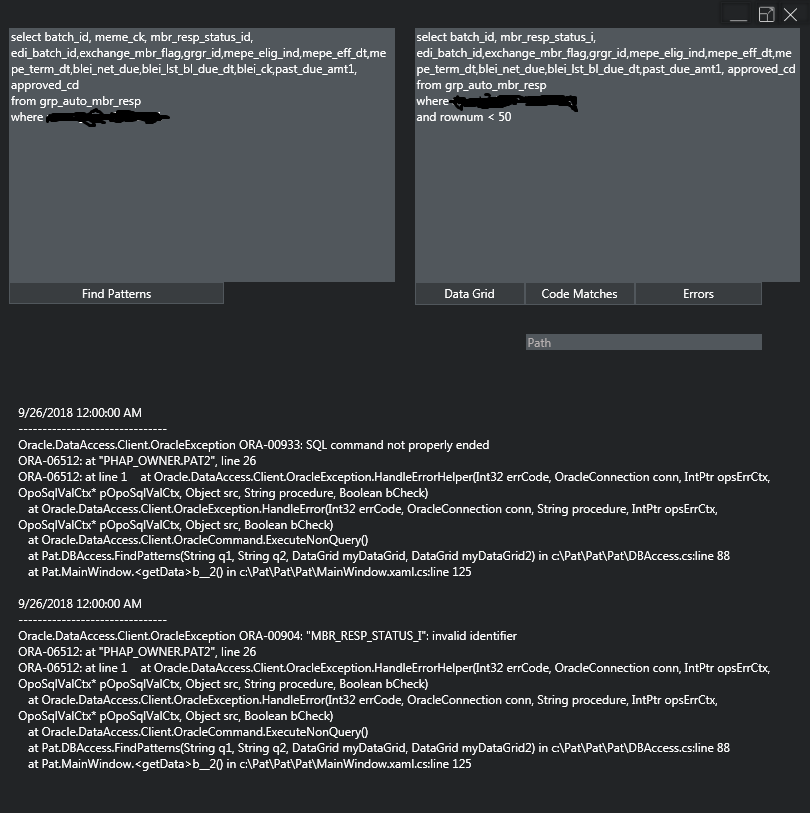 select batch_id, meme_ck, mbr_resp_status_id,
edi_batch_id,exchange_mbr_flag,grgr_id,mepe_elig_ind,mepe_eff_dt,me
pe_term_dt,blei_net_due,blei_lst_bl_due_dt,blei_ck,past_due_amt1,
approved_cd
from grp_auto_mbr_resp
where
select batch_id, mbr_resp_status_i,
edi_batch_id,exchange_mbr_flag,grgr_id,mepe_elig_ind,mepe_eff_dt,me
pe_term_dt,blei_net_due,blei_lst_bl_due_dt,past_due_amt1, approved_cd
from grp_auto_mbr_resp
where
and rownum < 50
Find Patterns
Data Grid
Code Matches
Errors
Path
9/26/2018 12:00:00 AM
-------------------------------
Oracle.DataAccess.Client.OracleException ORA-00933: SQL command not properly ended
ORA-06512: at "PHAP_OWNER.PAT2", line 26
ORA-06512: at line 1    at Oracle.DataAccess.Client.OracleException.HandleErrorHelper(Int32 errCode, OracleConnection conn, IntPtr opsErrCtx,
OpoSqlValCtx* pOpoSqlValCtx, Object src, String procedure, Boolean bCheck)
at Oracle.DataAccess.Client.OracleException.HandleError(Int32 errCode, OracleConnection conn, String procedure, IntPtr opsErrCtx,
OpoSqlValCtx* pOpoSqlValCtx, Object src, Boolean bCheck)
at Oracle.DataAccess.Client.OracleCommand.ExecuteNonQuery()
at Pat.DBAccess.FindPatterns(String q1, String q2, DataGrid myDataGrid, DataGrid myDataGrid2) in c:\Pat\Pat\Pat\DBAccess.cs:line 88
at Pat.MainWindow.<getData>b__2() in c:\Pat\Pat\Pat\MainWindow.xaml.cs:line 125
9/26/2018 12:00:00 AM
-------------------------------
Oracle.DataAccess.Client.OracleException ORA-00904: "MBR_RESP_STATUS_I": invalid identifier
ORA-06512: at "PHAP_OWNER.PAT2", line 26
ORA-06512: at line 1    at Oracle.DataAccess.Client.OracleException.HandleErrorHelper(Int32 errCode, OracleConnection conn, IntPtr opsErrCtx,
OpoSqlValCtx* pOpoSqlValCtx, Object src, String procedure, Boolean bCheck)
at Oracle.DataAccess.Client.OracleException.HandleError(Int32 errCode, OracleConnection conn, String procedure, IntPtr opsErrCtx,
OpoSqlValCtx* pOpoSqlValCtx, Object src, Boolean bCheck)
at Oracle.DataAccess.Client.OracleCommand.ExecuteNonQuery()
at Pat.DBAccess.FindPatterns(String q1, String q2, DataGrid myDataGrid, DataGrid myDataGrid2) in c:\Pat\Pat\Pat\DBAccess.cs:line 88
at Pat.MainWindow.<getData>b__2() in c:\Pat\Pat\Pat\MainWindow.xaml.cs:line 125